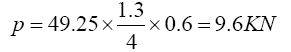 p = 49.25 × 1.3/4 × 0.6 = 9.6KN